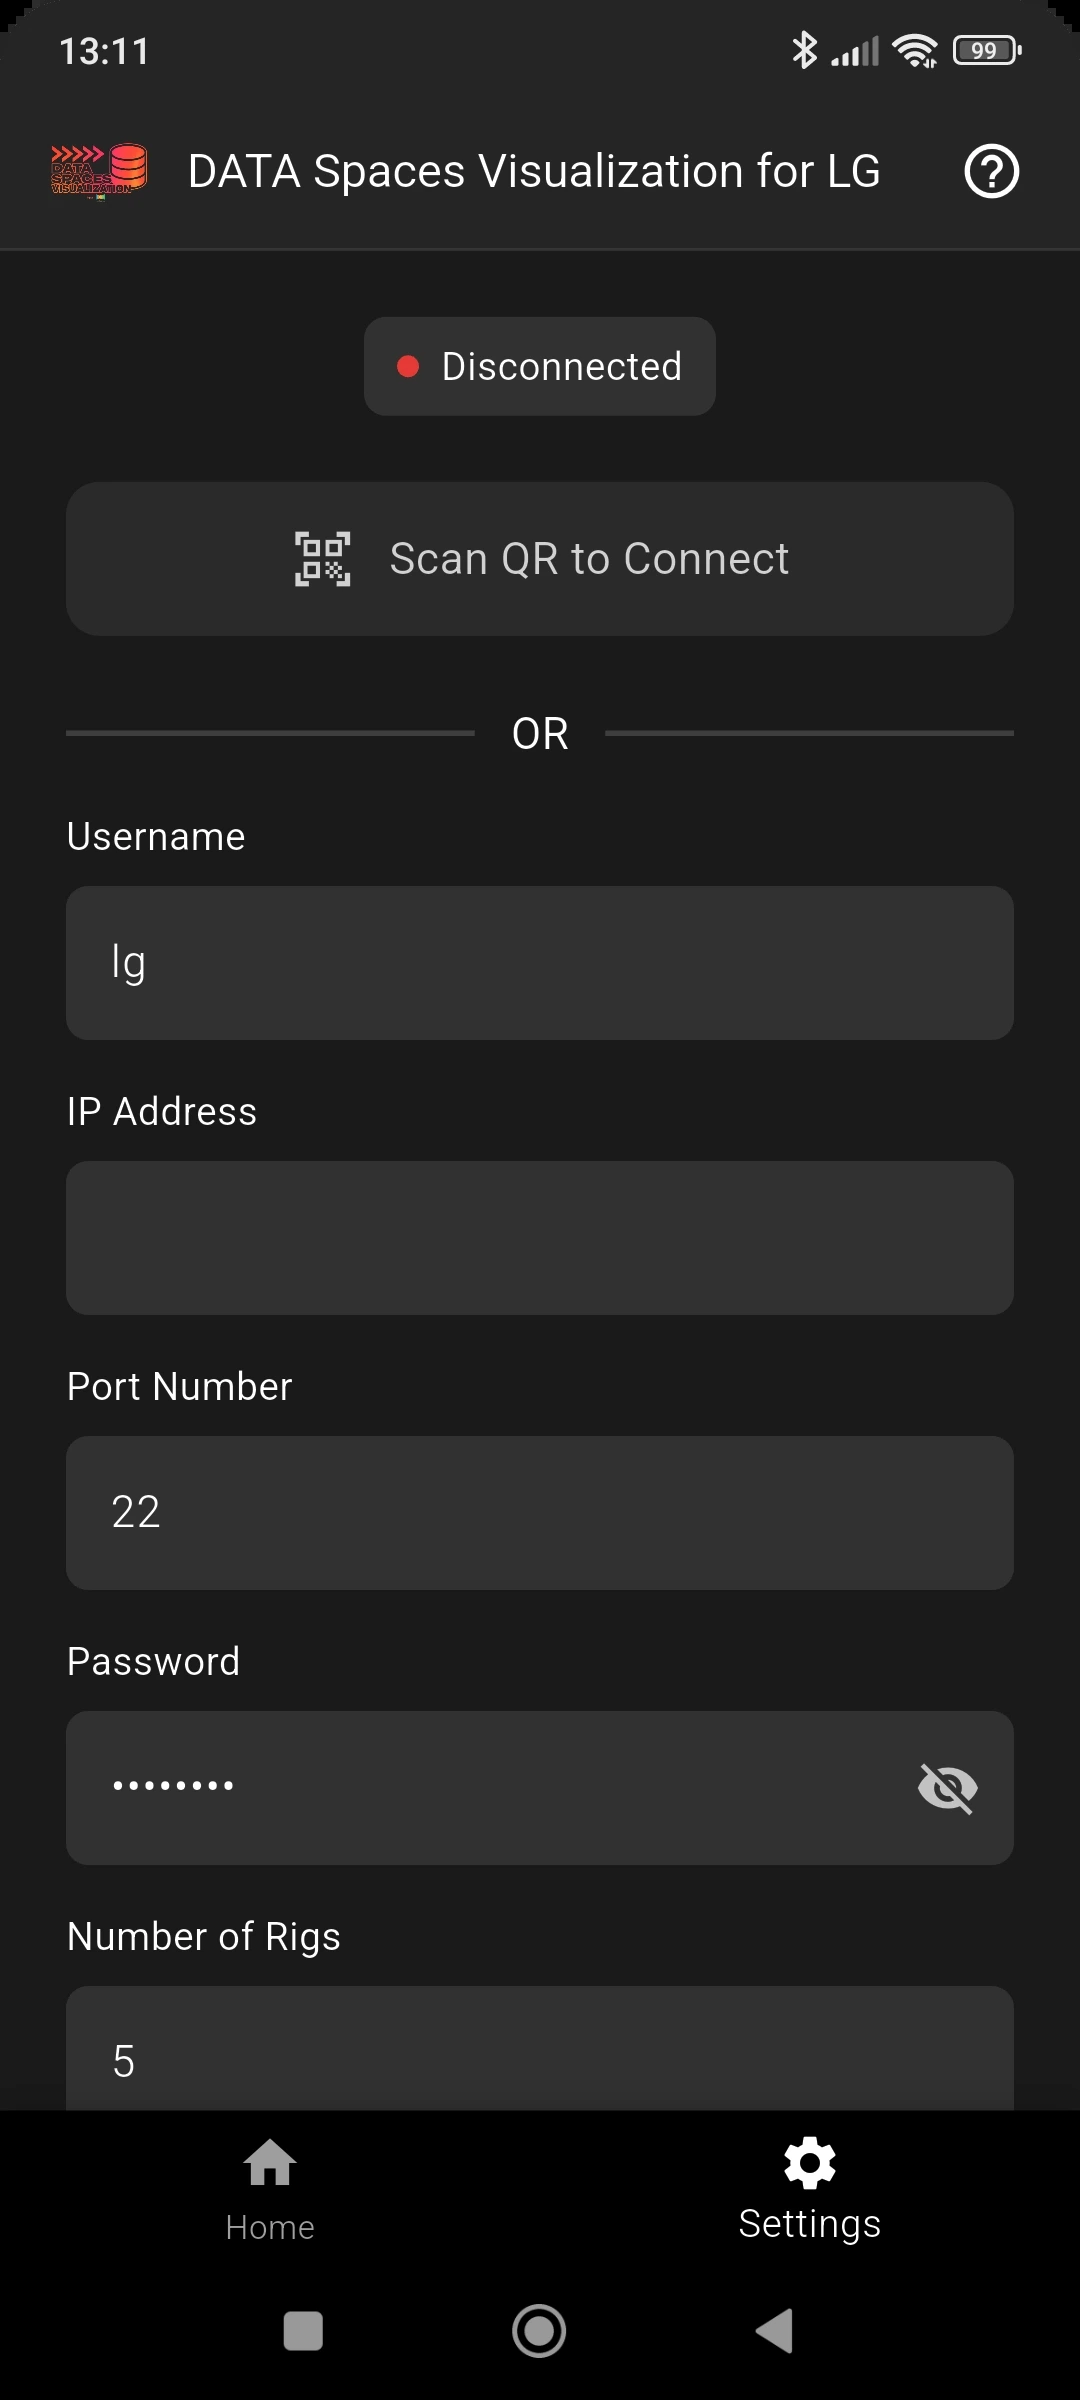 13:11
99
DATA
SPACES
VISUALIZATION
DATA Spaces Visualization for LG
Disconnected
Scan QR to Connect
OR
Username
lg
IP Address
Port Number
22
Password
••••••••
Number of Rigs
5
Home
Settings